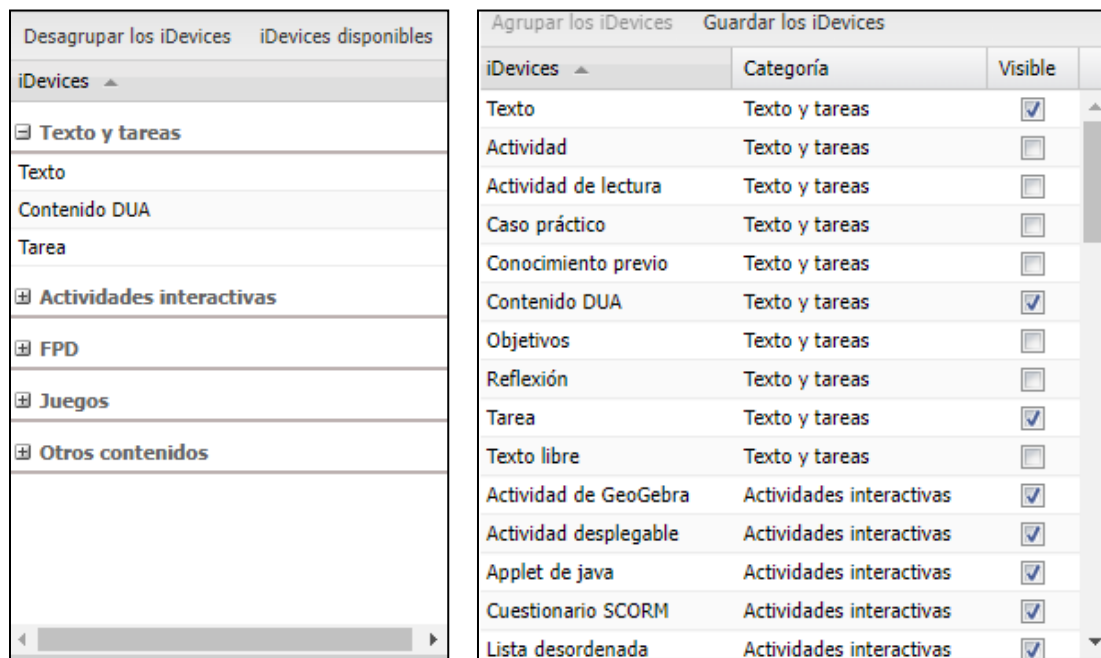 Desagrupar los iDevices iDevices disponibles
iDevices
Texto y tareas
Texto
Contenido DUA
Tarea
Actividades interactivas
FPD
Juegos
Otros contenidos
Agrupar los iDevices Guardar los iDevices
iDevices Categoría Visible
Texto Texto y tareas
Actividad Texto y tareas
Actividad de lectura Texto y tareas
Caso práctico Texto y tareas
Conocimiento previo Texto y tareas
Contenido DUA Texto y tareas
Objetivos Texto y tareas
Reflexión Texto y tareas
Tarea Texto y tareas
Texto libre Texto y tareas
Actividad de GeoGebra Actividades interactivas
Actividad desplegable Actividades interactivas
Applet de java Actividades interactivas
Cuestionario SCORM Actividades interactivas
Lista desordenada Actividades interactivas